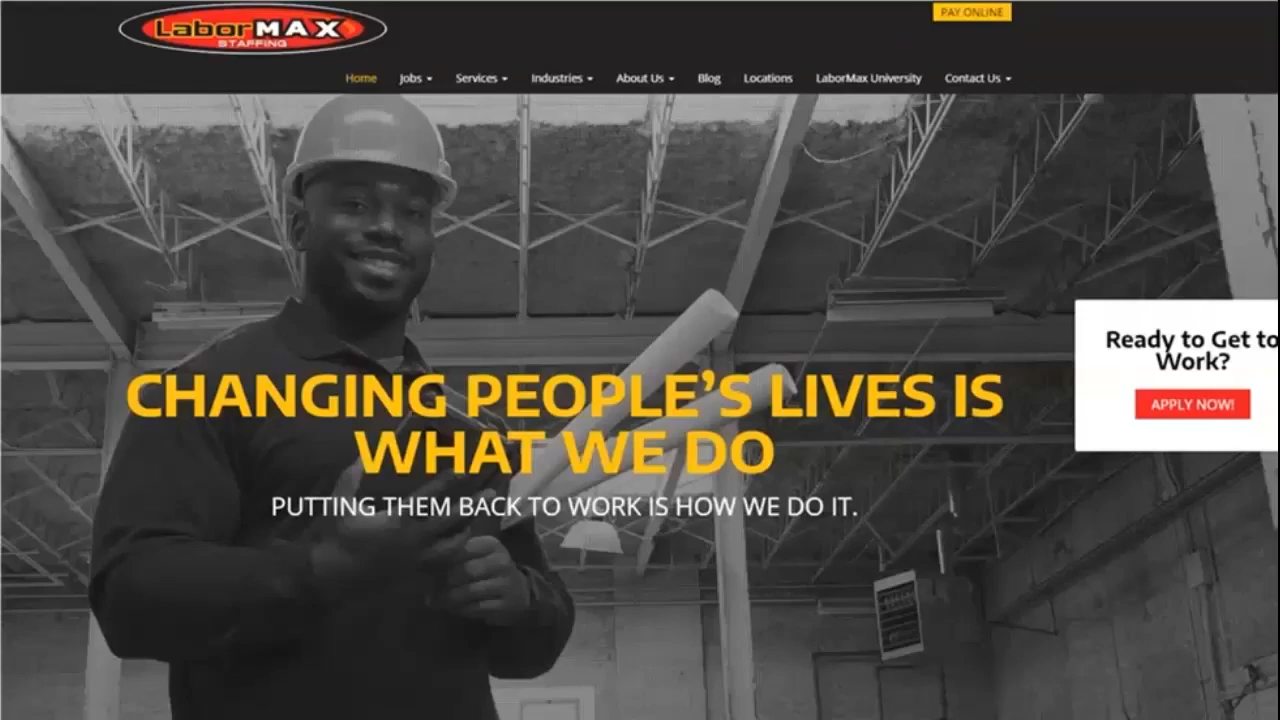 LaborMAX
STAFFING
PAY ONLINE
Home Jobs Services Industries About Us Blog Locations LaborMax University Contact Us
CHANGING PEOPLE'S LIVES IS
WHAT WE DO
PUTTING THEM BACK TO WORK IS HOW WE DO IT.
Ready to Get to
Work?
APPLY NOW!